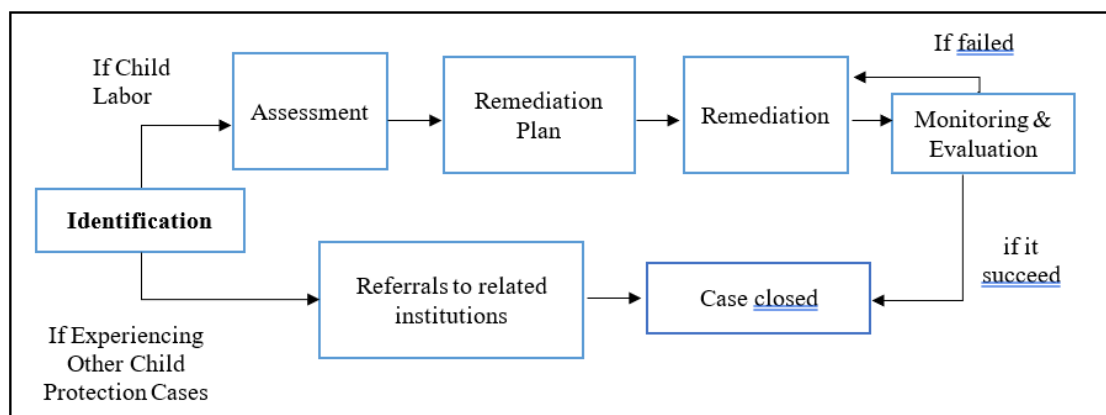 If failed
If Child
Labor
Assessment
Remediation
Plan
Remediation
Monitoring &
Evaluation
Identification
if it
succeed
Referrals to related
institutions
Case closed
If Experiencing
Other Child
Protection Cases